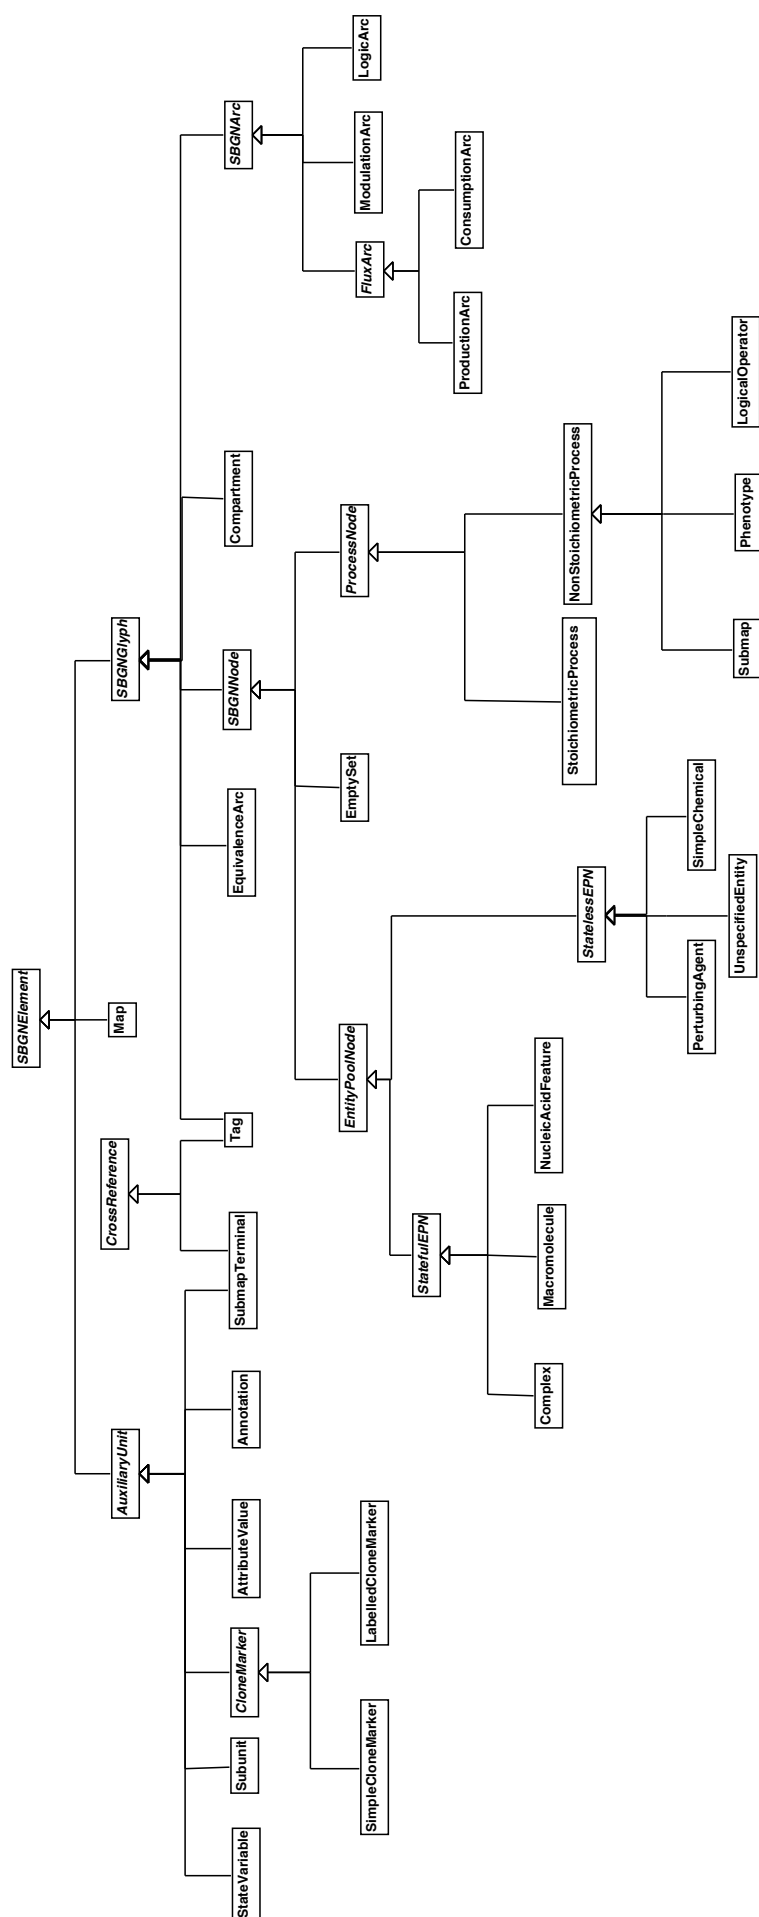 SBGNElement
AuxiliaryUnit
CrossReference
Map
SBGNGlyph
StateVariable
Subunit
CloneMarker
AttributeValue
Annotation
SubmapTerminal
Tag
EquivalenceArc
SBGNNode
Compartment
SBGNArc
SimpleCloneMarker
LabelledCloneMarker
EntityPoolNode
EmptySet
ProcessNode
FluxArc
ModulationArc
LogicArc
StatefulEPN
ProductionArc
ConsumptionArc
Complex
Macromolecule
NucleicAcidFeature
StatelessEPN
StoichiometricProcess
NonStoichiometricProcess
PerturbingAgent
UnspecifiedEntity
SimpleChemical
Submap
Phenotype
LogicalOperator